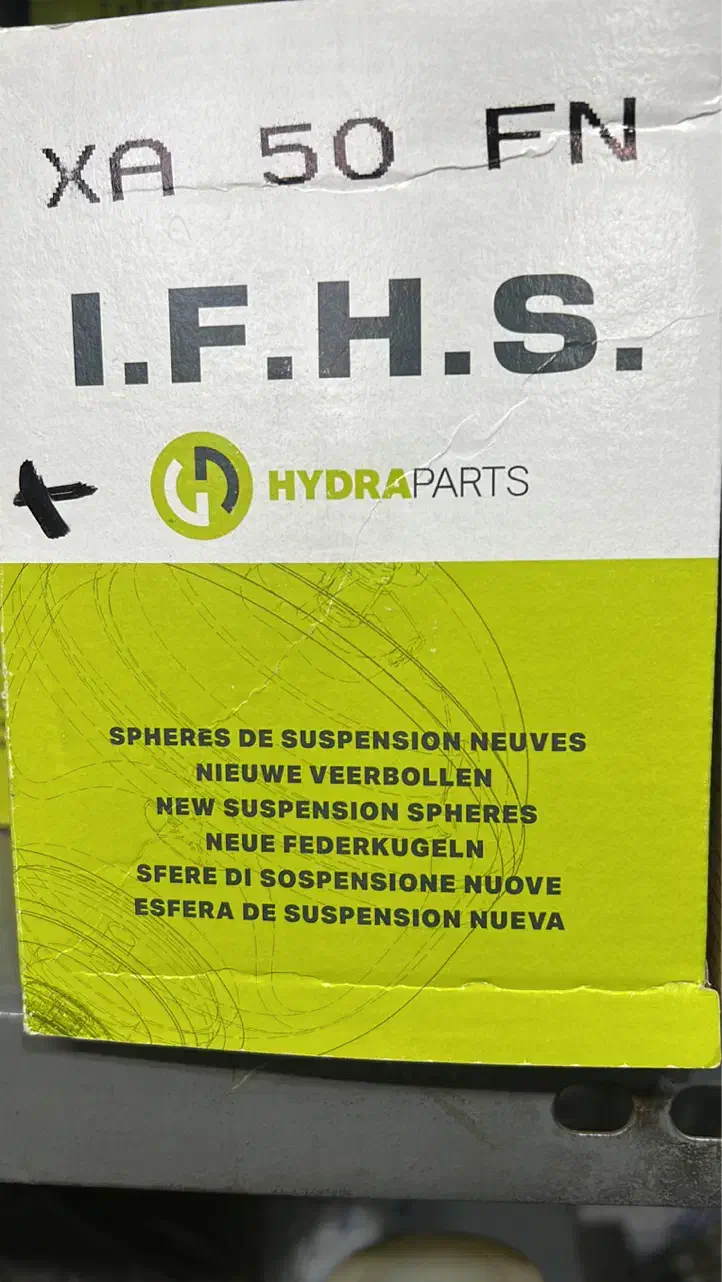 XA 50 FN
I.F.H.S.
HYDRAPARTS
SPHERES DE SUSPENSION NEUVES
NIEUWE VEERBOLLEN
NEW SUSPENSION SPHERES
NEUE FEDERKUGELN
SFERE DI SOSPENSIONE NUOVE
ESFERA DE SUSPENSION NUEVA